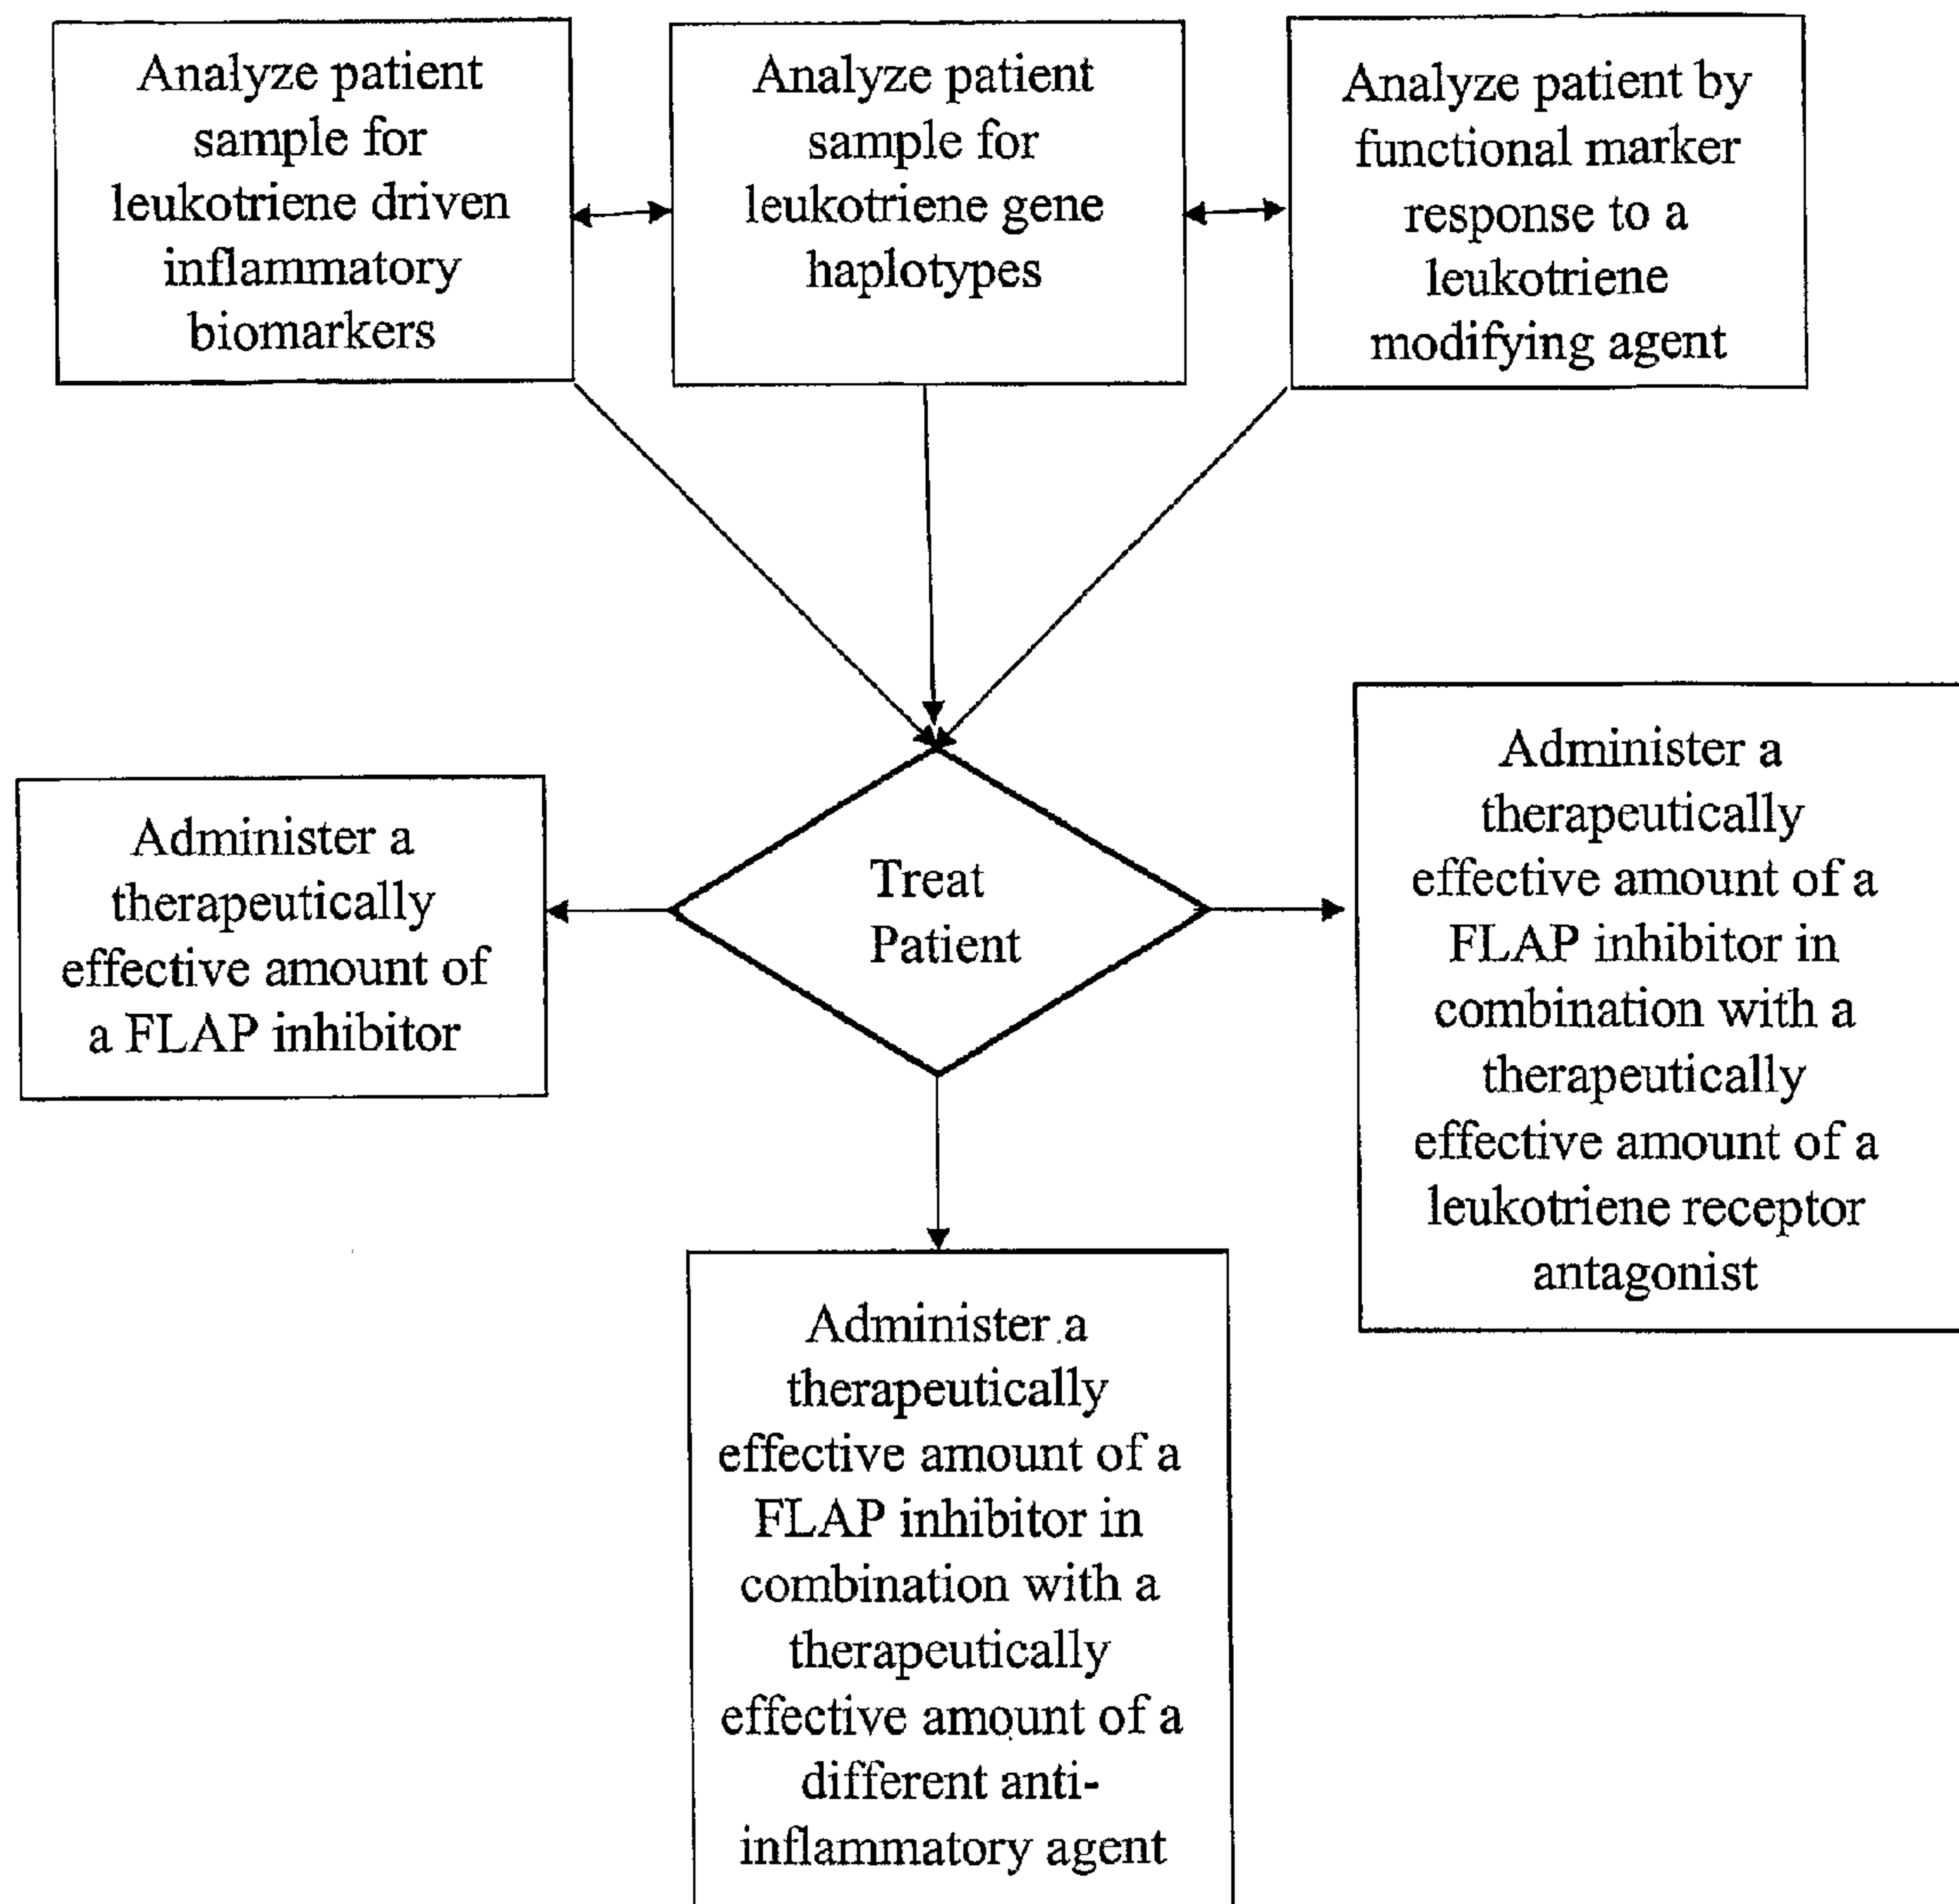 Analyze patient
sample for
leukotriene driven
inflammatory
biomarkers
Analyze patient
sample for
leukotriene gene
haplotypes
Analyze patient by
functional marker
response to a
leukotriene
modifying agent
Administer a
therapeutically
effective amount of
a FLAP inhibitor
Treat
Patient
Administer a
therapeutically
effective amount of a
FLAP inhibitor in
combination with a
therapeutically
effective amount of a
leukotriene receptor
antagonist
Administer a
therapeutically
effective amount of a
FLAP inhibitor in
combination with a
therapeutically
effective amount of a
different anti-
inflammatory agent